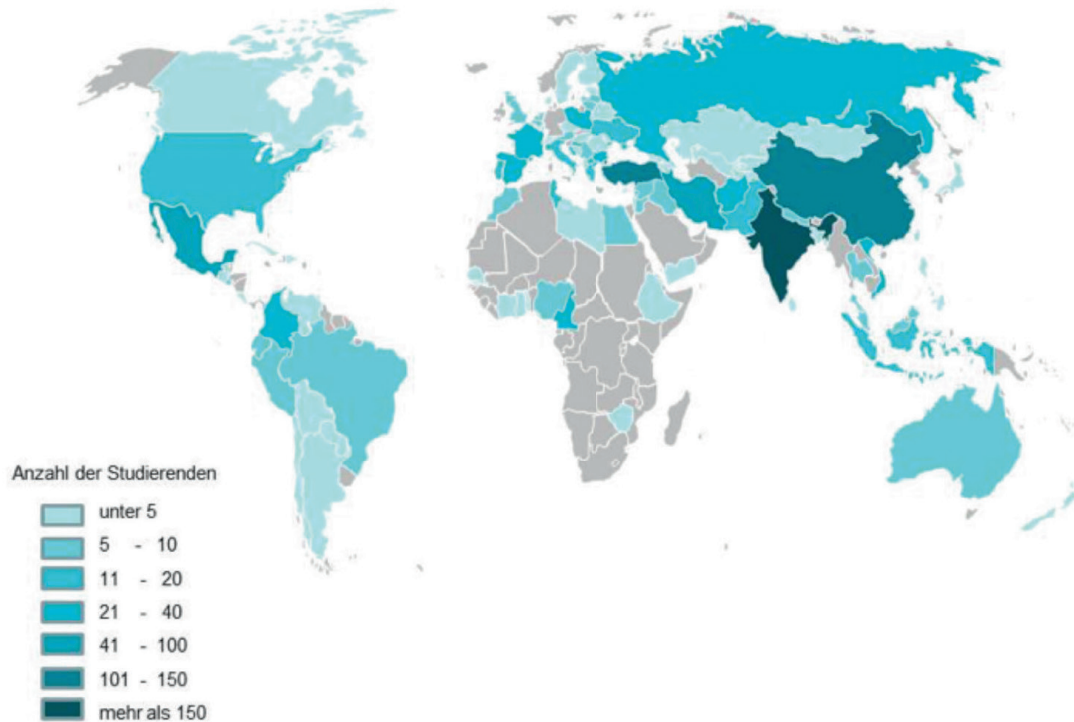 Anzahl der Studierenden
unter 5
5 - 10
11 - 20
21 - 40
41 - 100
101 - 150
mehr als 150